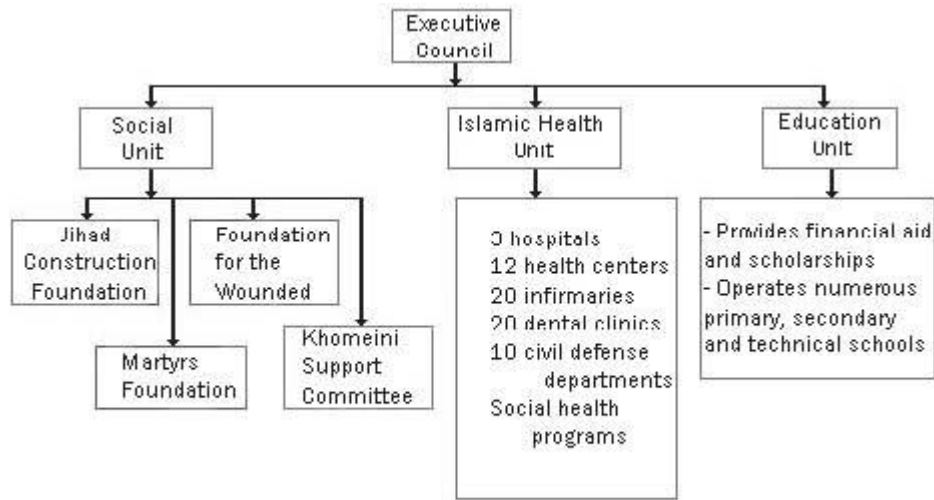 Executive
Council
Social
Unit
Islamic Health
Unit
Education
Unit
Jihad
Construction
Foundation
Foundation
for the
Wounded
Martyrs
Foundation
Khomeini
Support
Committee
hospitals
12 health centers
20 infirmaries
20 dental clinics
10 civil defense
departments
Social health
programs
- Provides financial aid
and scholarships
- Operates numerous
primary, secondary
and technical schools